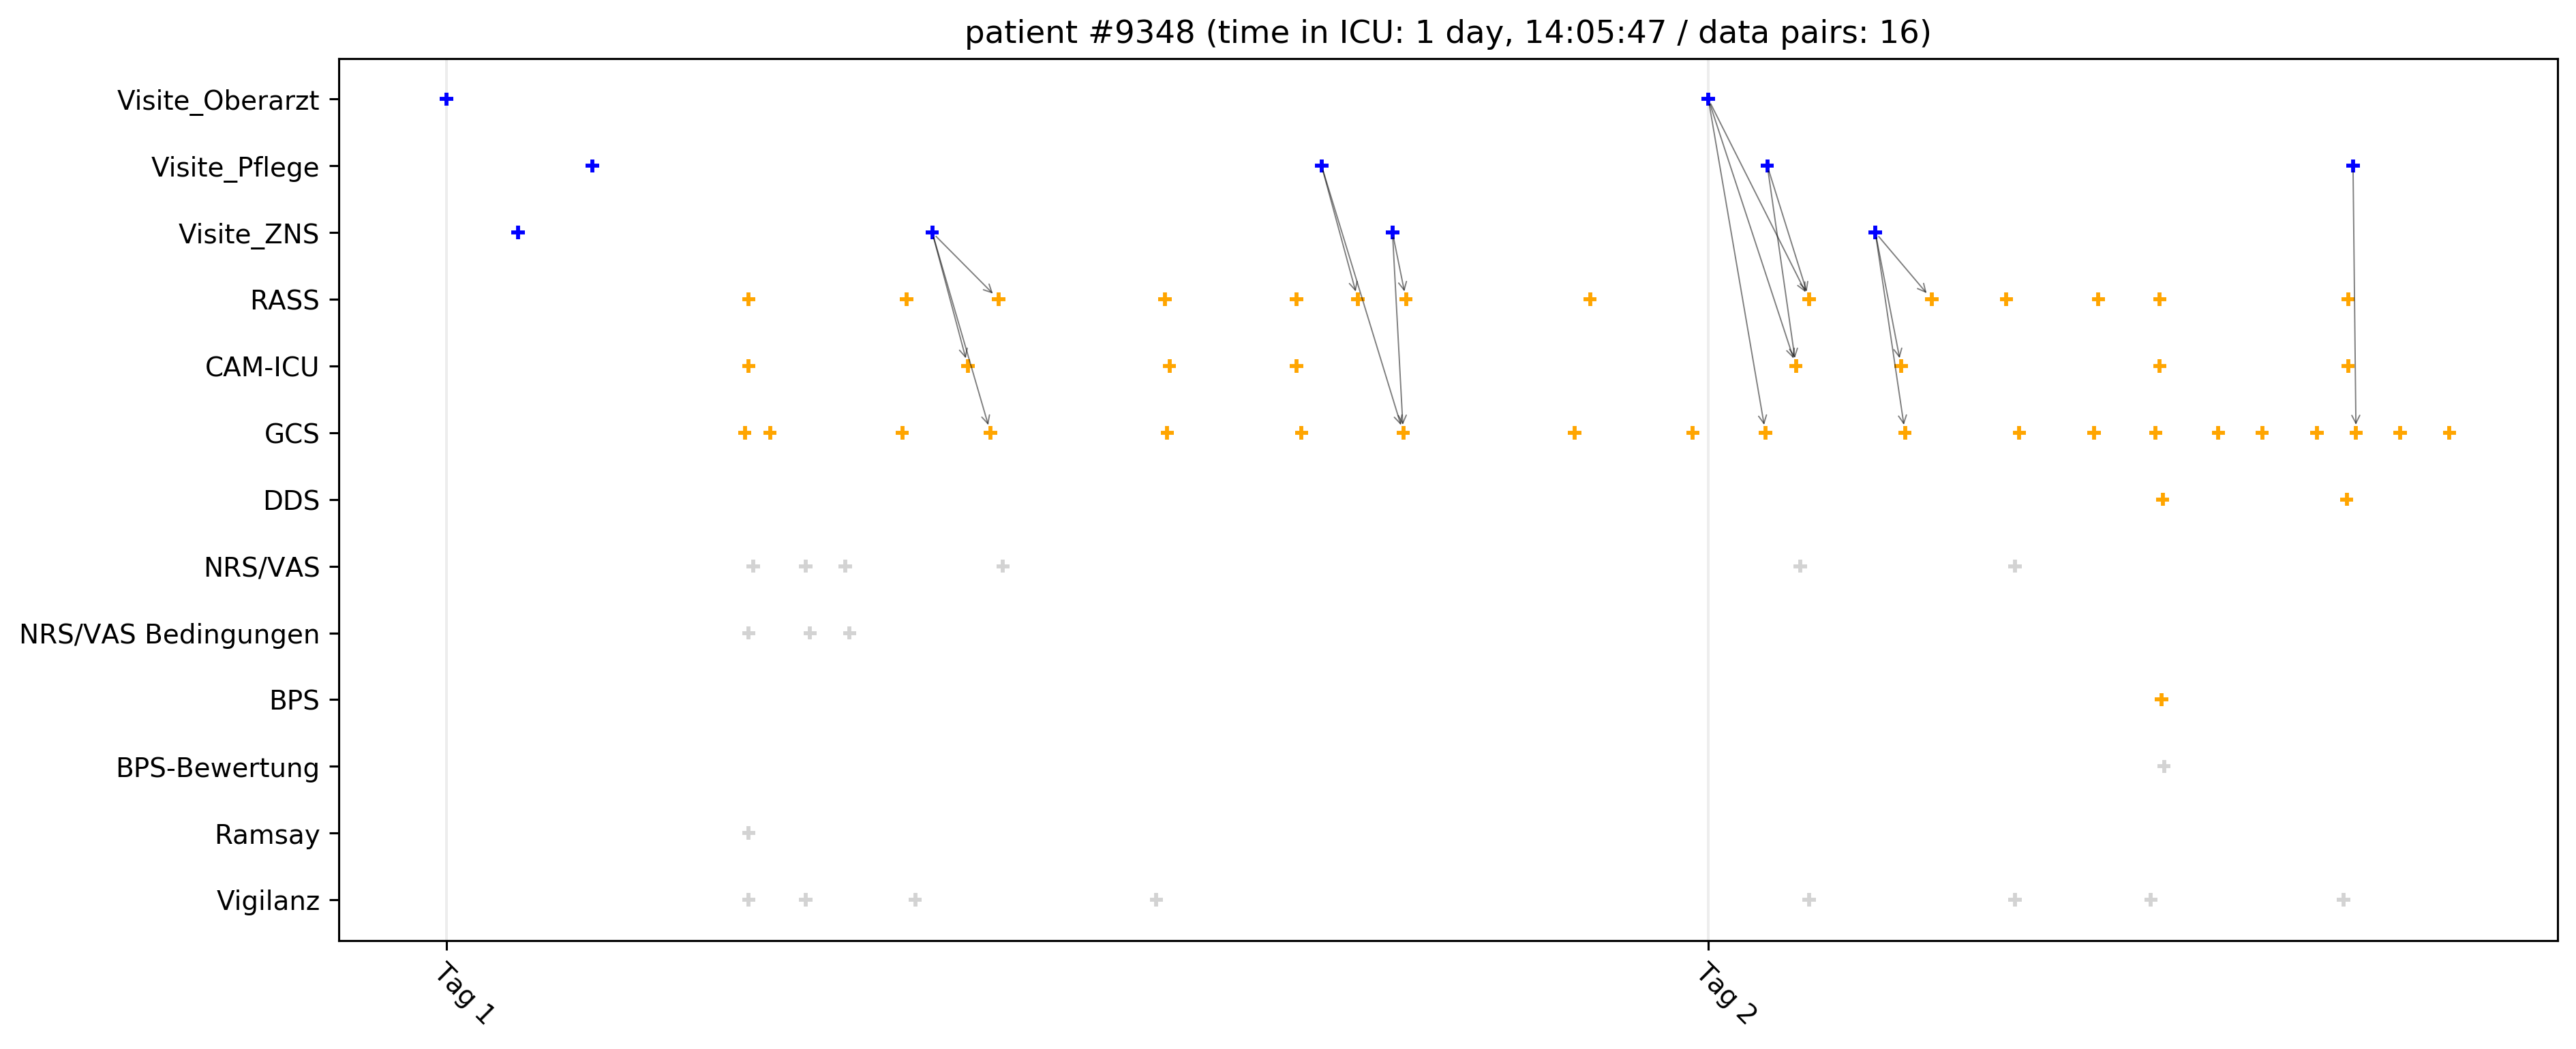 patient #9348 (time in ICU: 1 day, 14:05:47 / data pairs: 16)
Visite_Oberarzt
Visite_Pflege
Visite_ZNS
RASS
CAM-ICU
GCS
DDS
NRS/VAS
NRS/VAS Bedingungen
BPS
BPS-Bewertung
Ramsay
Vigilanz
Tag 1
Tag 2